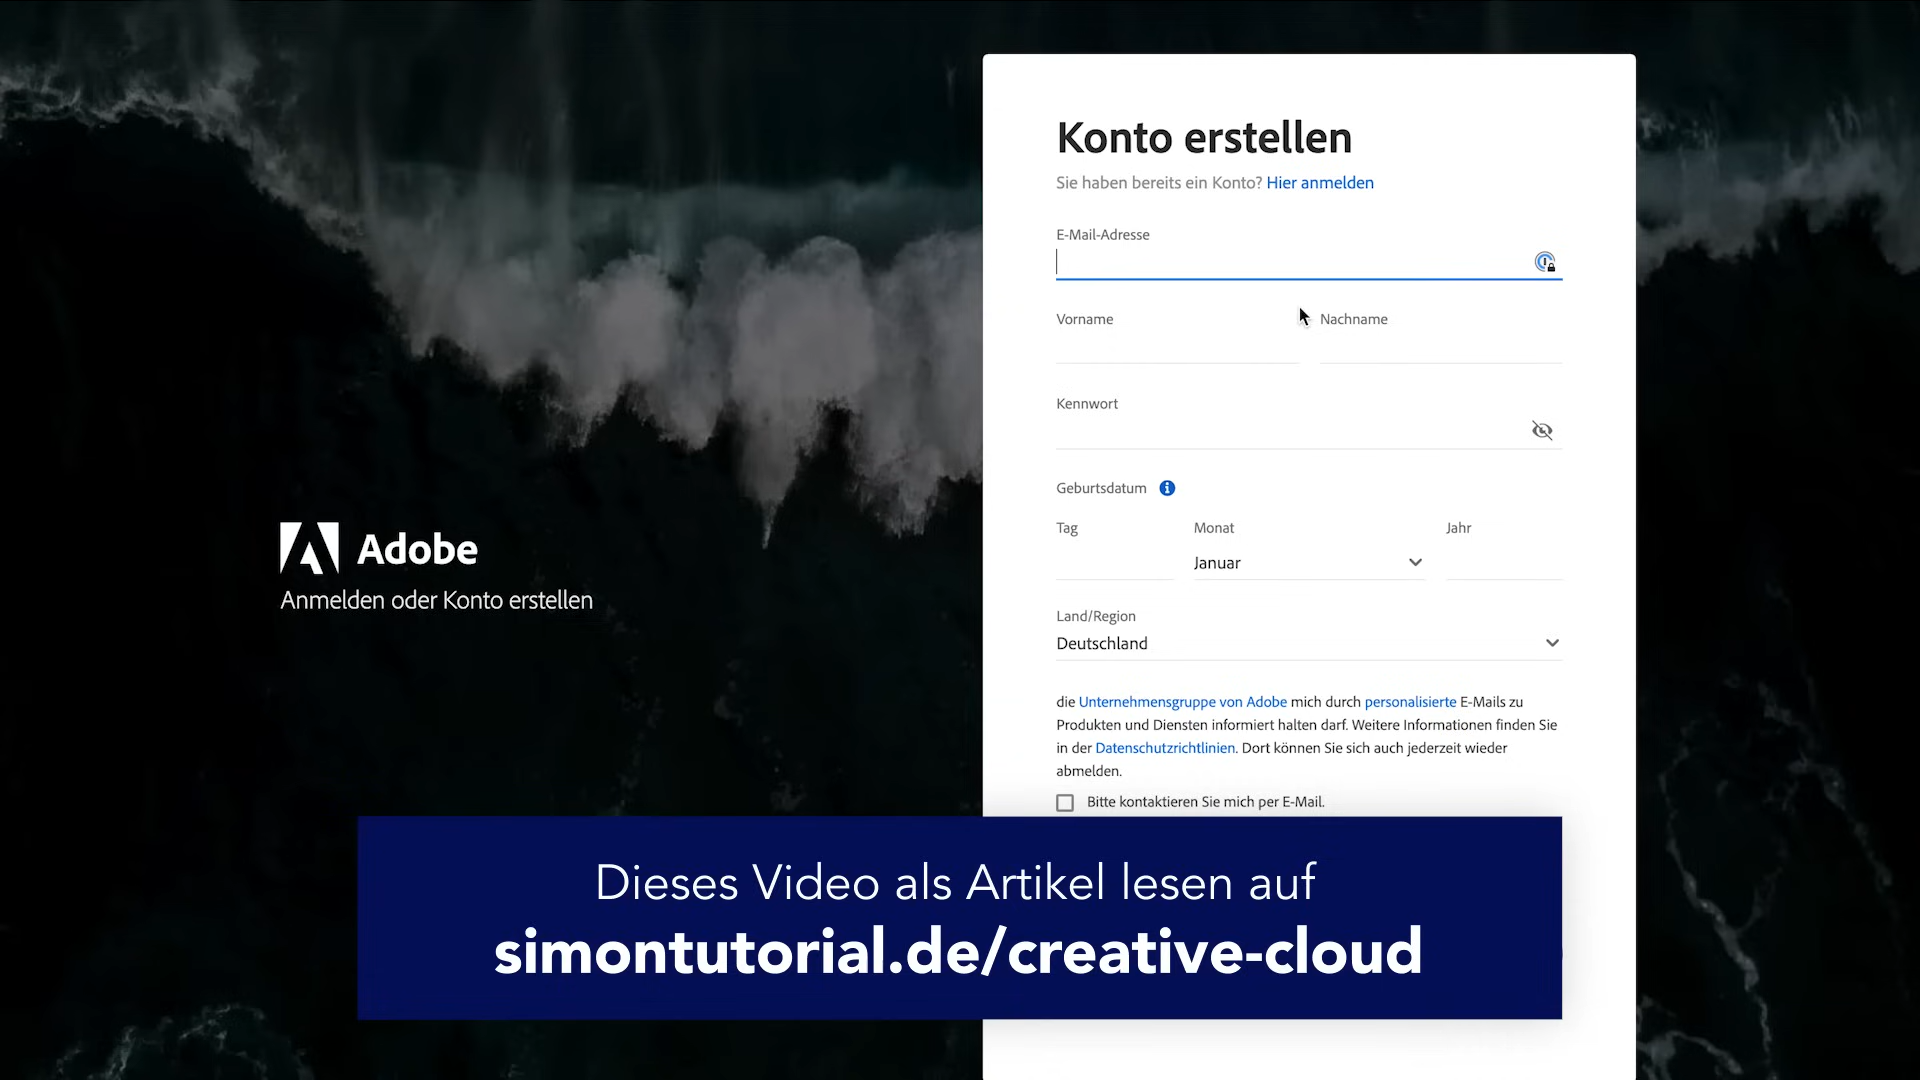 Adobe
Anmelden oder Konto erstellen
Konto erstellen
Sie haben bereits ein Konto? Hier anmelden
E-Mail-Adresse
Vorname Nachname
Kennwort
Geburtsdatum
Tag Monat Jahr
Januar
Land/Region
Deutschland
die Unternehmensgruppe von Adobe mich durch personalisierte E-Mails zu
Produkten und Diensten informiert halten darf. Weitere Informationen finden Sie
in der Datenschutzrichtlinien. Dort können Sie sich auch jederzeit wieder
abmelden.
Bitte kontaktieren Sie mich per E-Mail.
Dieses Video als Artikel lesen auf
simontutorial.de/creative-cloud